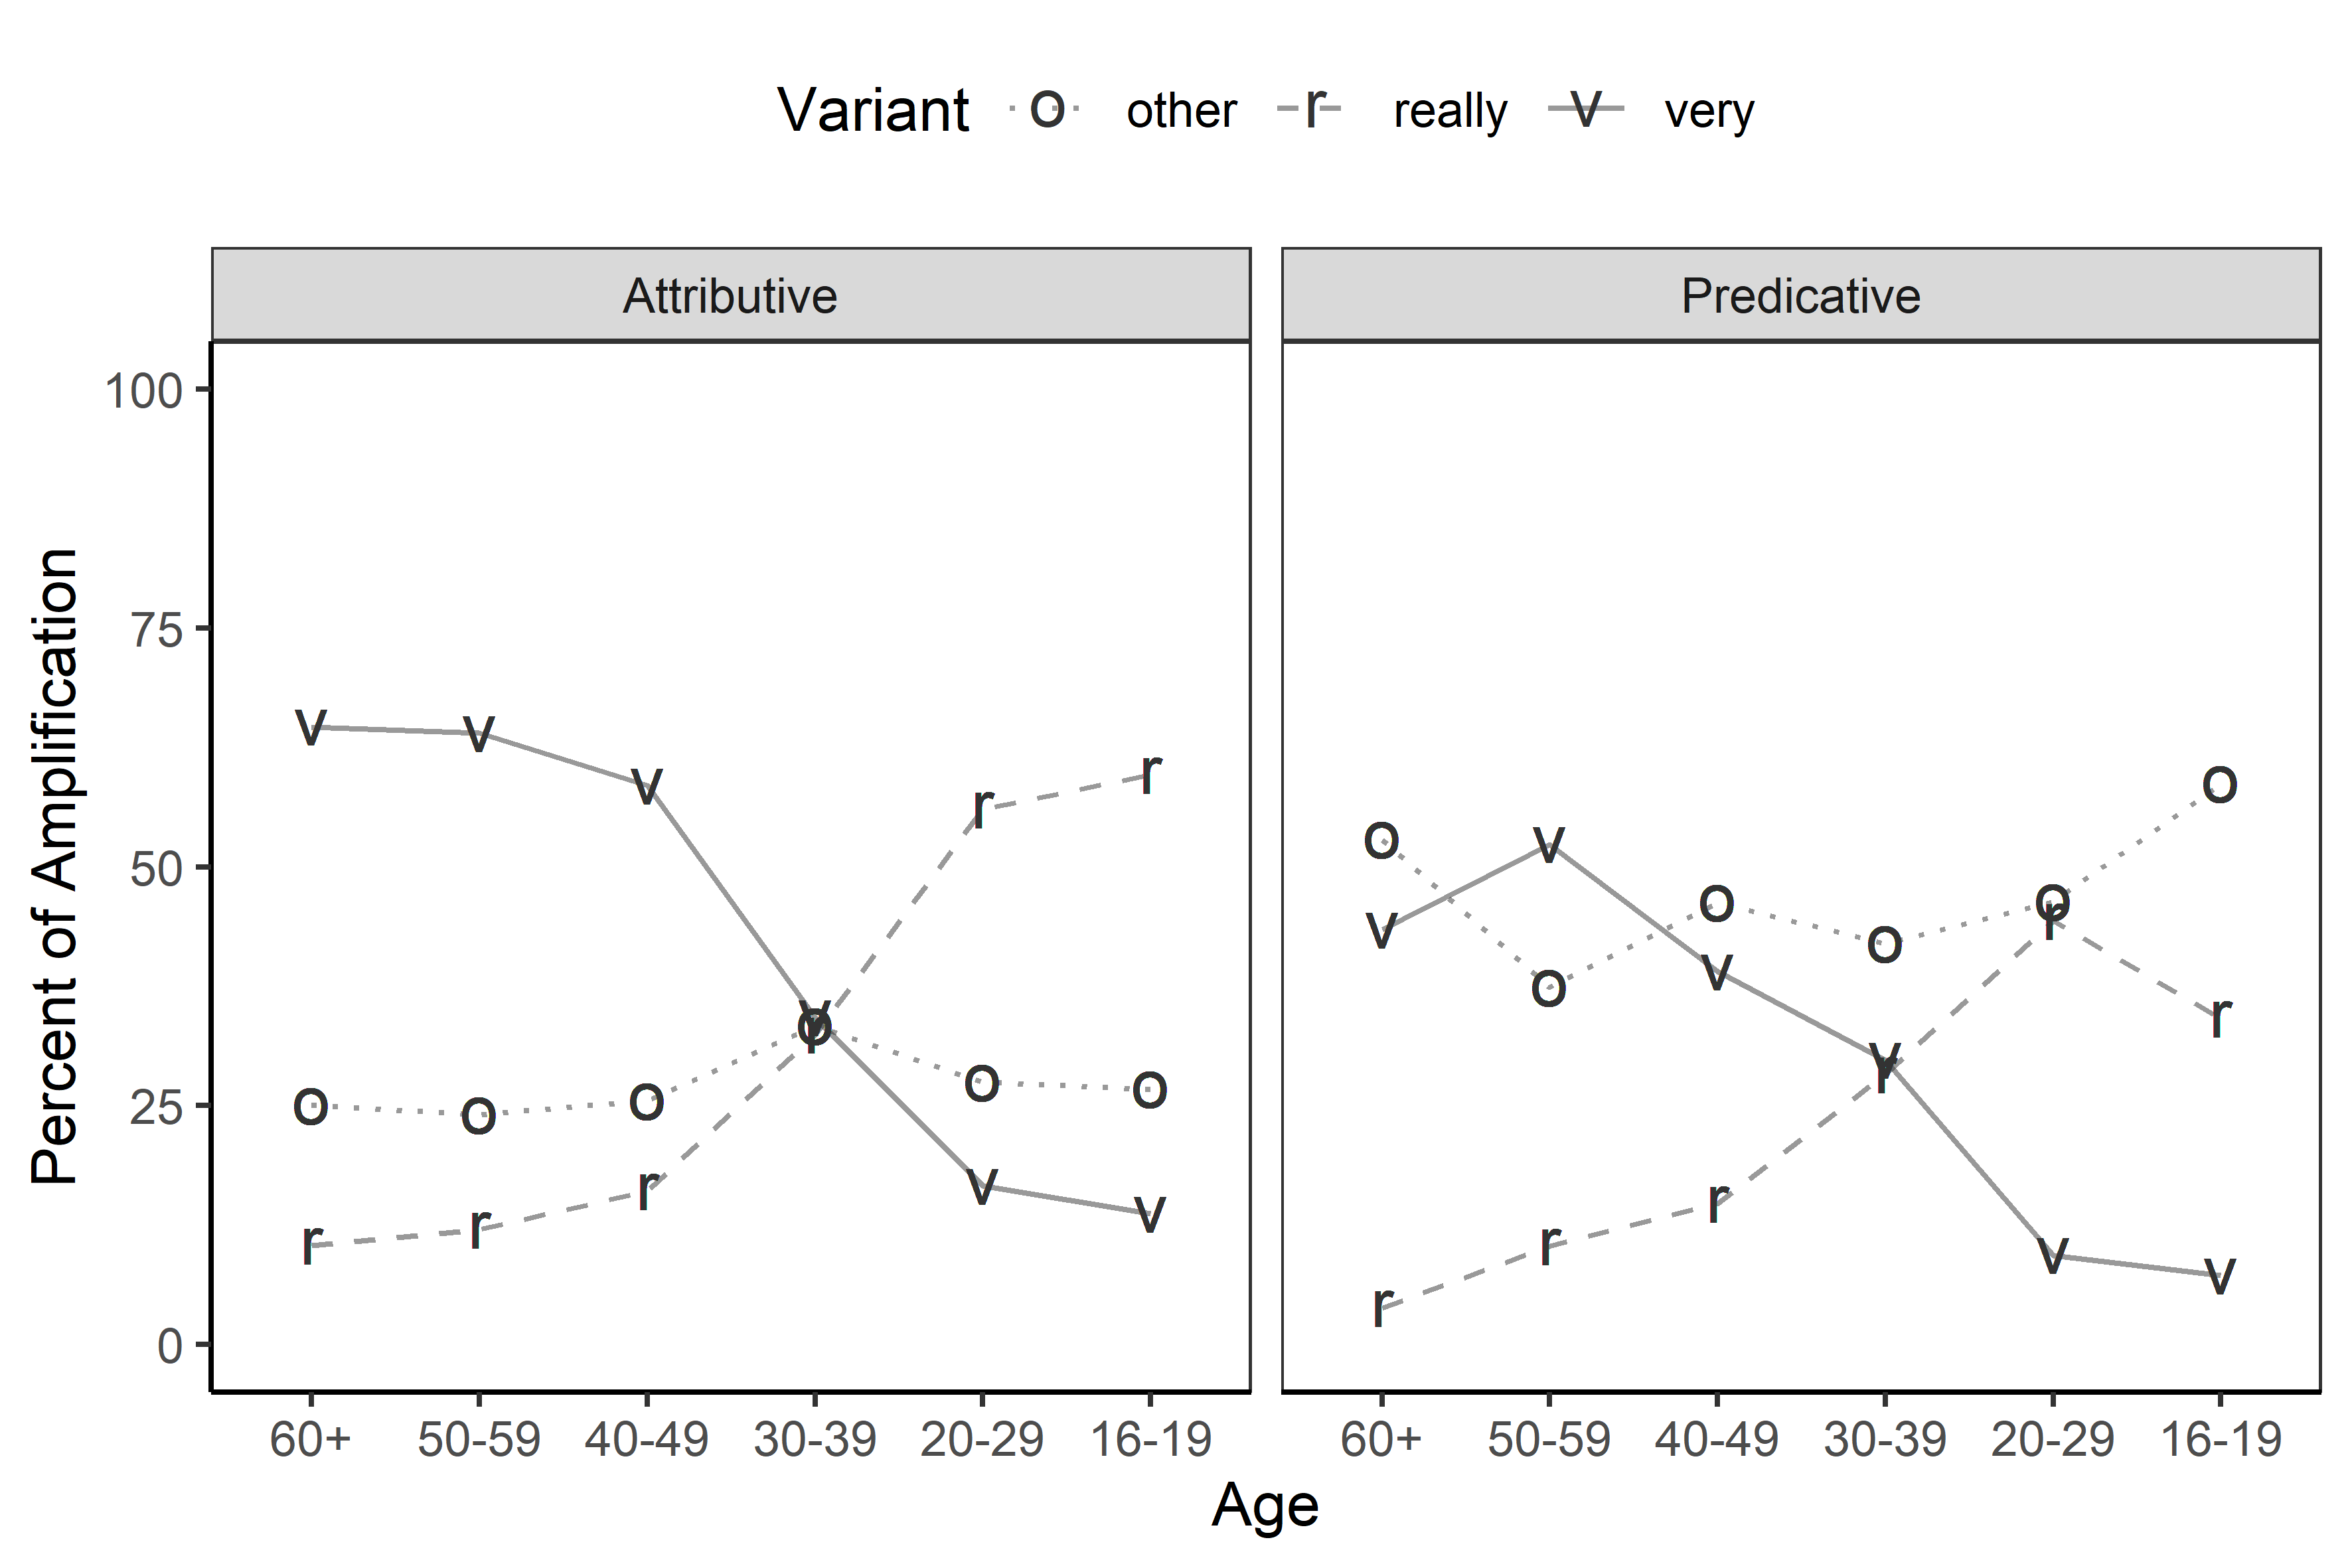 Variant o other r really v very
Attributive Predicative
Percent of Amplification
100
75
50
25
0
v v v v v v
r r r r r r
o o o o o o
o o o o o o
v v v v v v
r r r r r r
60+ 50-59 40-49 30-39 20-29 16-19 60+ 50-59 40-49 30-39 20-29 16-19
Age